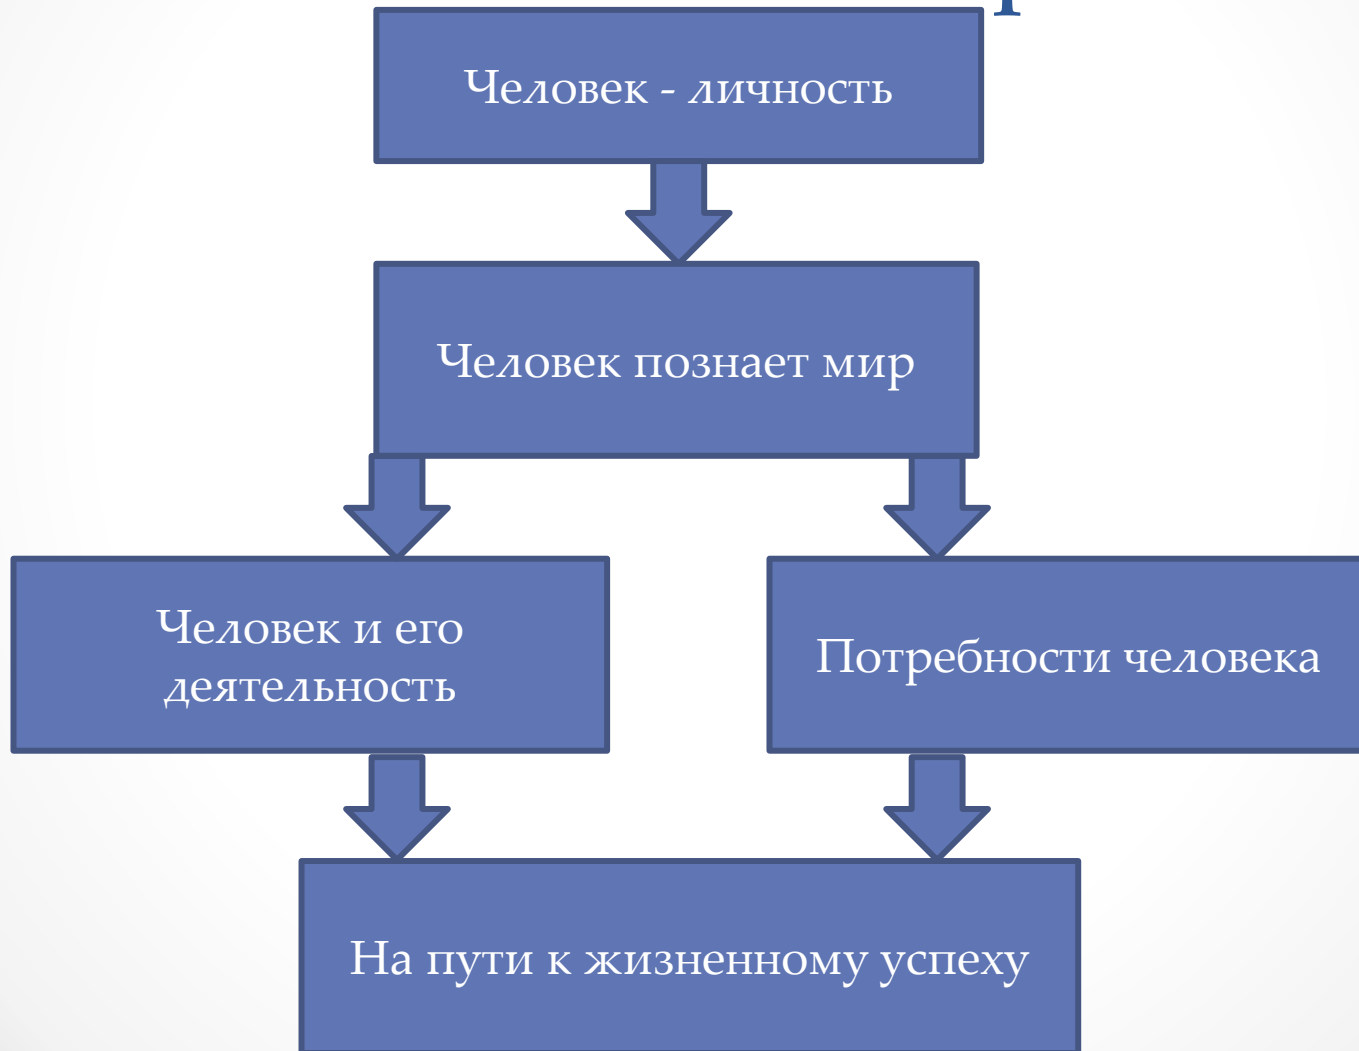 Человек - личность
Человек познает мир
Человек и его
деятельность
Потребности человека
На пути к жизненному успеху